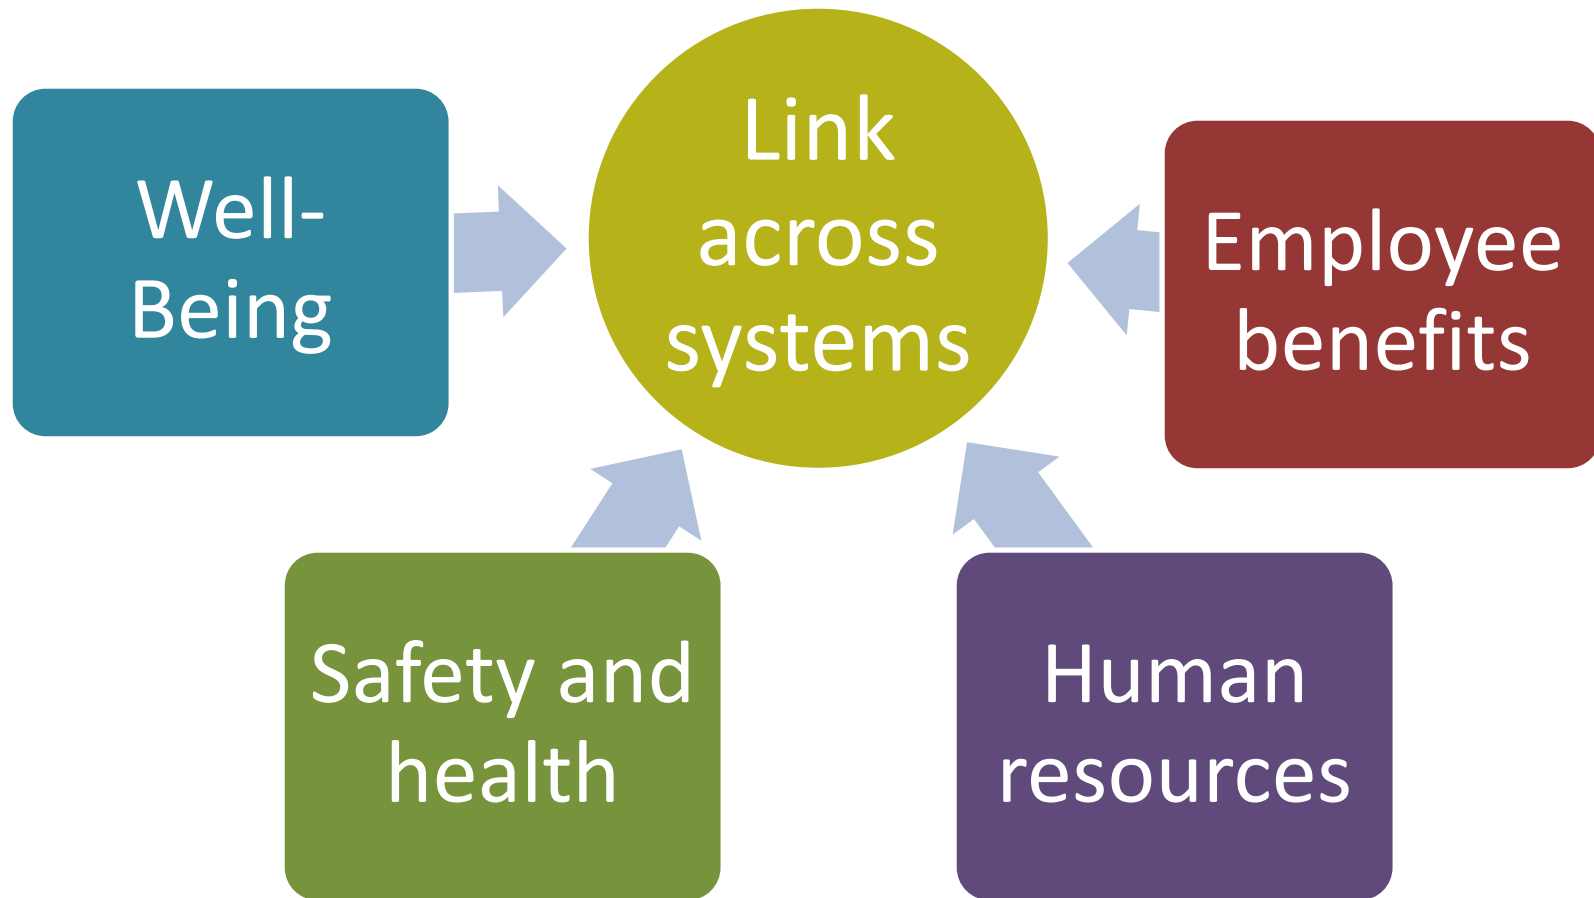 Link
across
systems
Well-
Being
Employee
benefits
Safety and
health
Human
resources